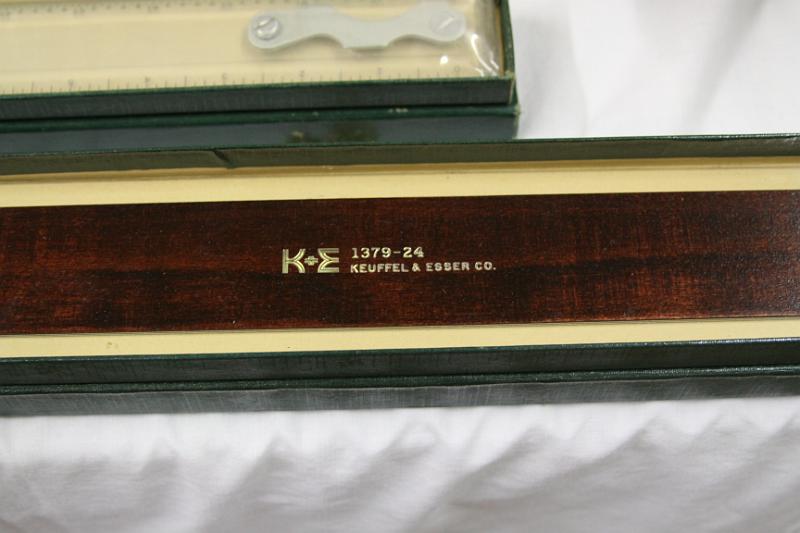 K+E 1379-24
KEUFFEL & ESSER CO.